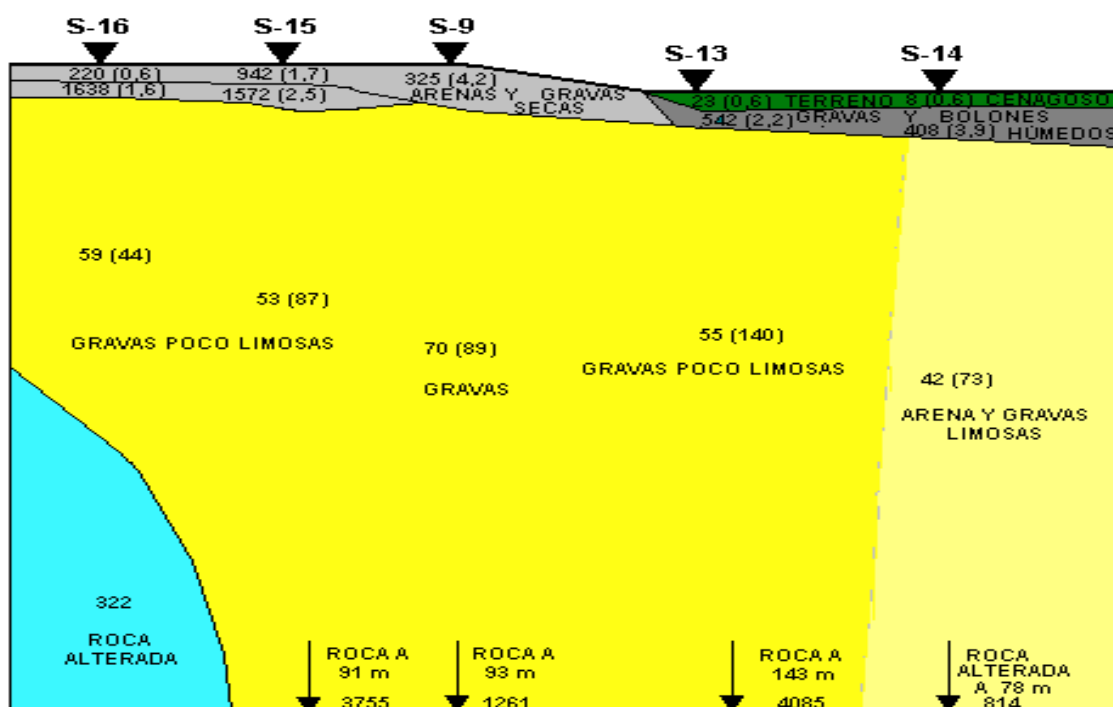 S-16
S-15
S-9
S-13
S-14
220 (0,6)
942 (1,7)
325 (4,2)
1638 (1,6)
1572 (2,5)
ARENAS Y GRAVAS
SECAS
23 (0,6) TERRENO 8 (0,6) CENAGOSO
542 (2,2) GRAVAS Y BOLONES
408 (3,9) HÚMEDOS
59 (44)
53 (87)
GRAVAS POCO LIMOSAS
70 (89)
GRAVAS
55 (140)
GRAVAS POCO LIMOSAS
42 (73)
ARENA Y GRAVAS
LIMOSAS
322
ROCA
ALTERADA
ROCA A
91 m
3755
ROCA A
93 m
1261
ROCA A
143 m
4085
ROCA
ALTERADA
A 78 m
814